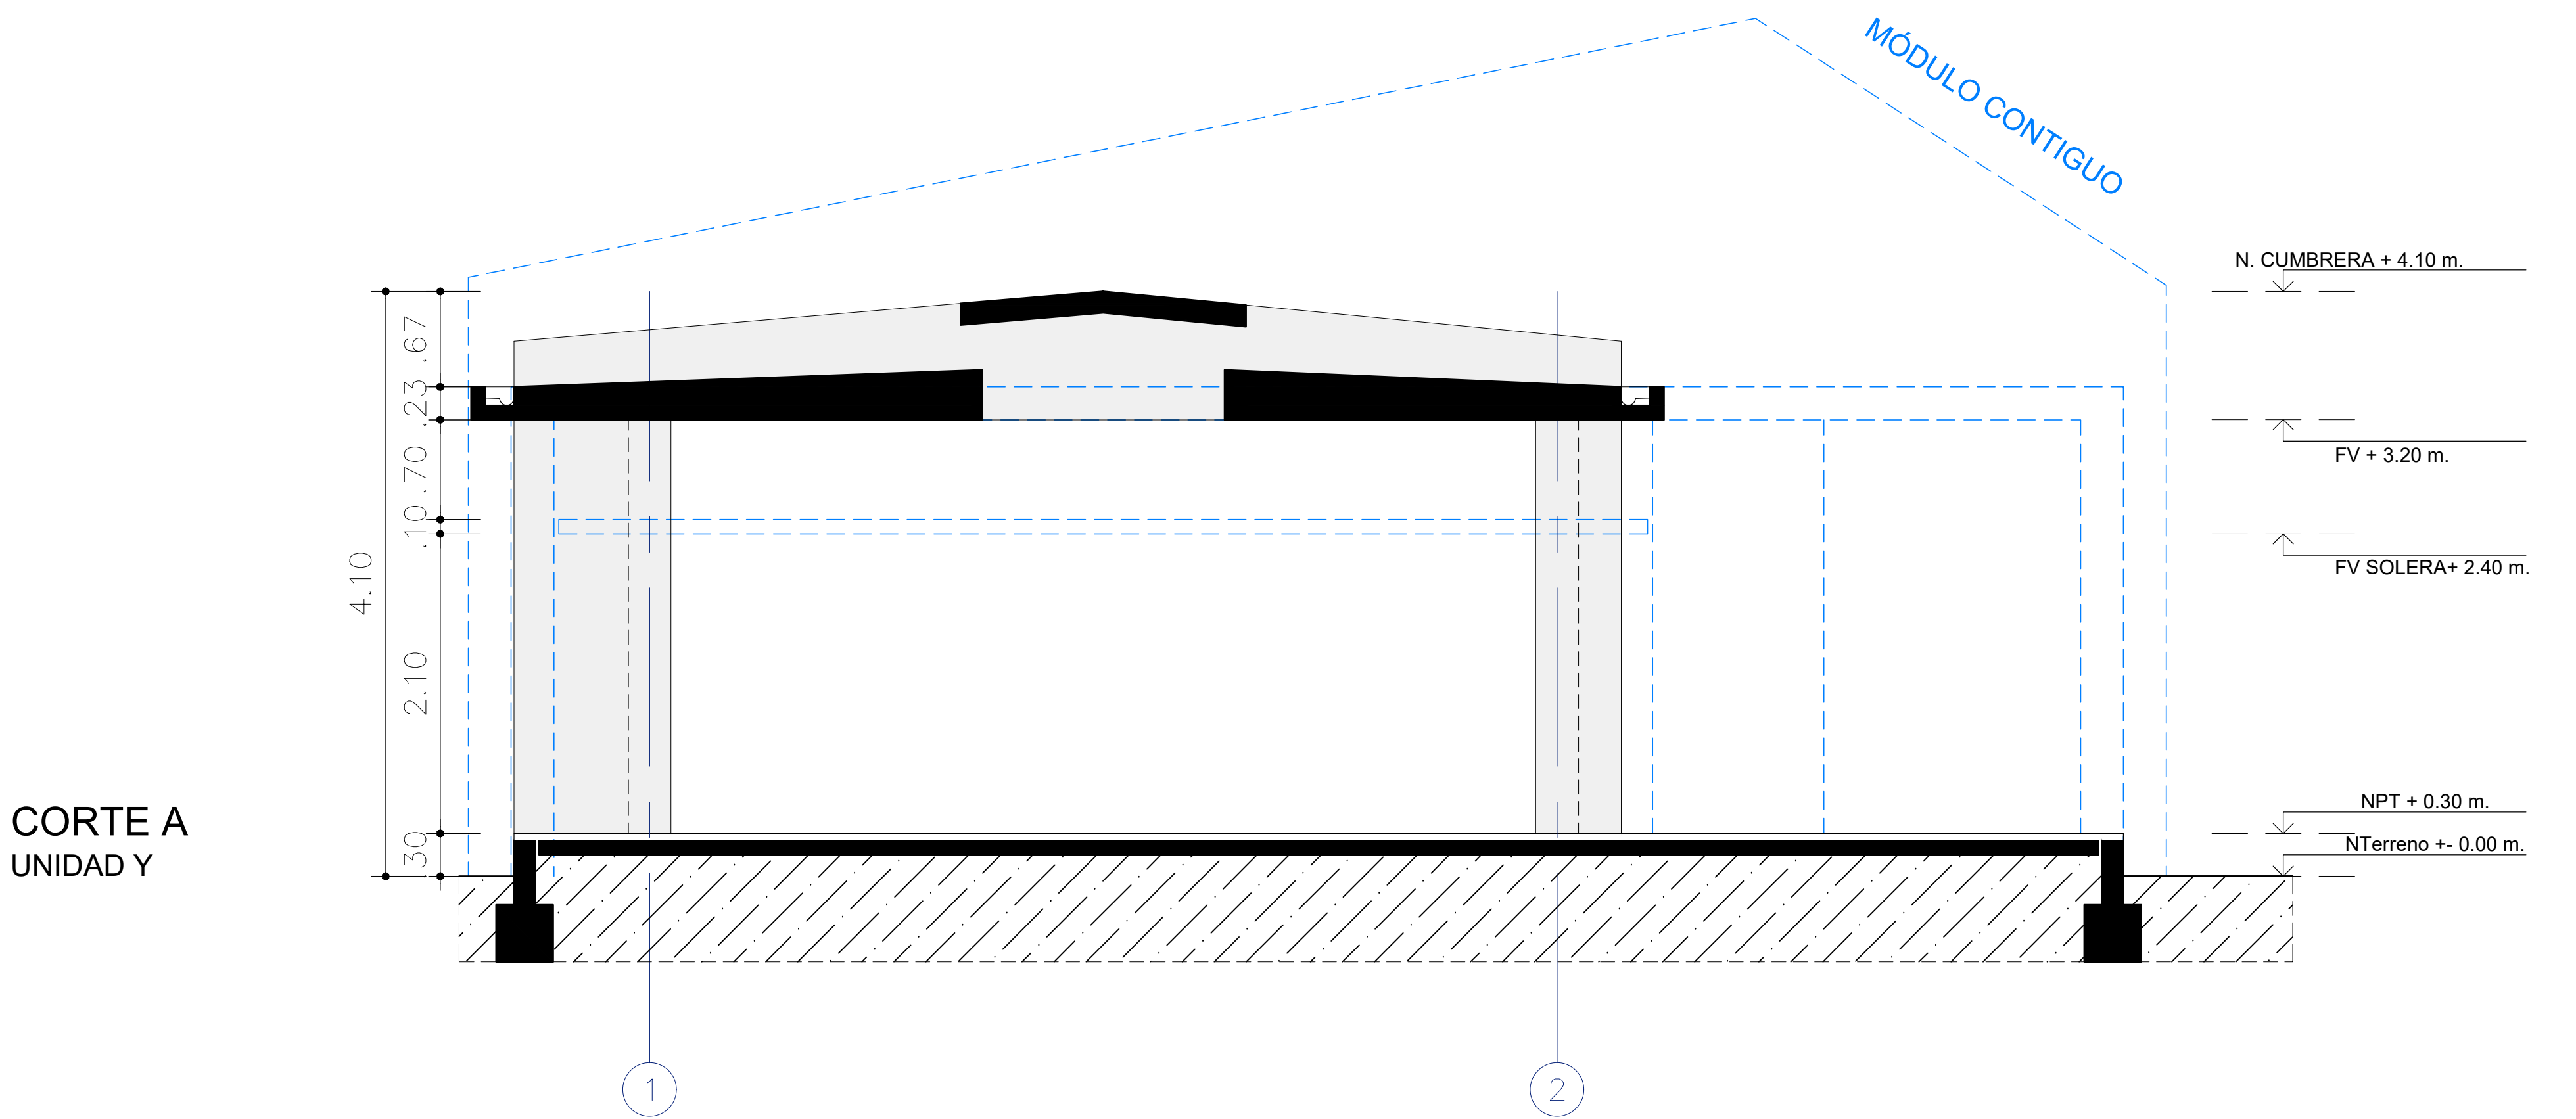 MÓDULO CONTIGUO
N. CUMBRERA + 4.10 m.
.67
.23
FV + 3.20 m.
.70
.10
FV SOLERA+ 2.40 m.
4.10
2.10
NPT + 0.30 m.
CORTE A
.30
NTerreno +- 0.00 m.
UNIDAD Y
1
2